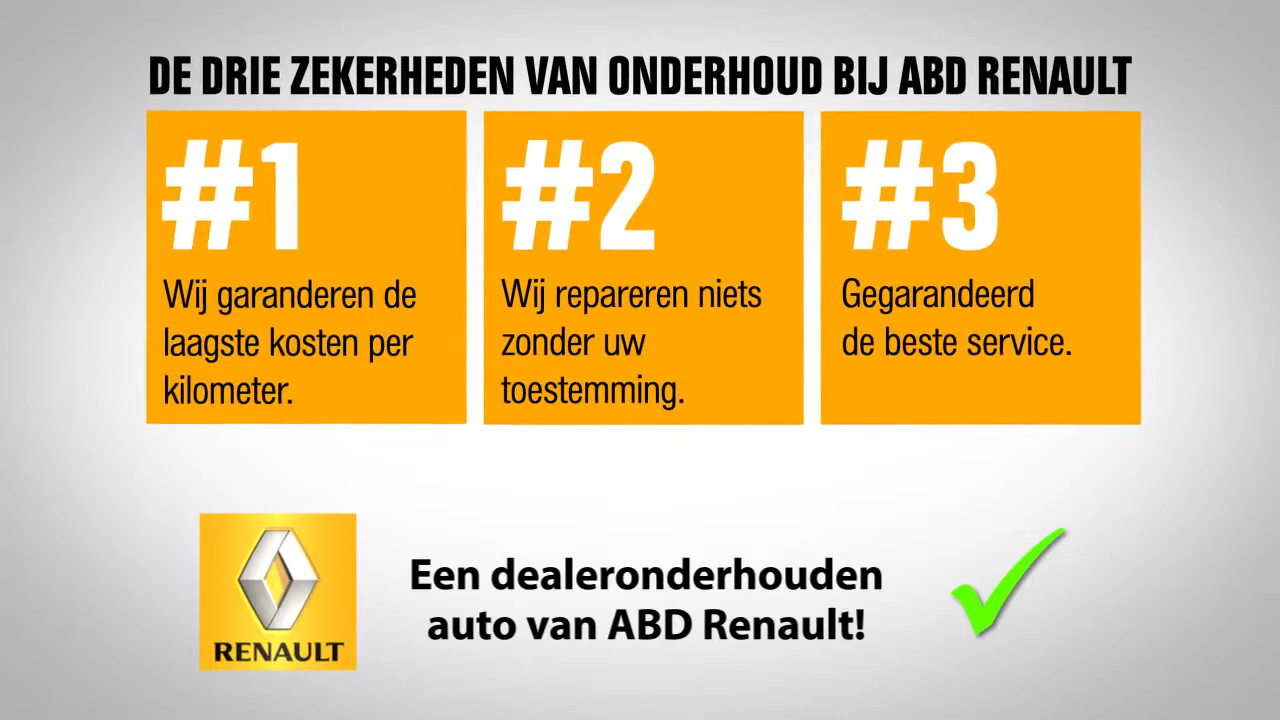 DE DRIE ZEKERHEDEN VAN ONDERHOUD BIJ ABD RENAULT
#1
Wij garanderen de
laagste kosten per
kilometer.
#2
Wij repareren niets
zonder uw
toestemming.
#3
Gegarandeerd
de beste service.
RENAULT
Een dealeronderhouden
auto van ABD Renault!